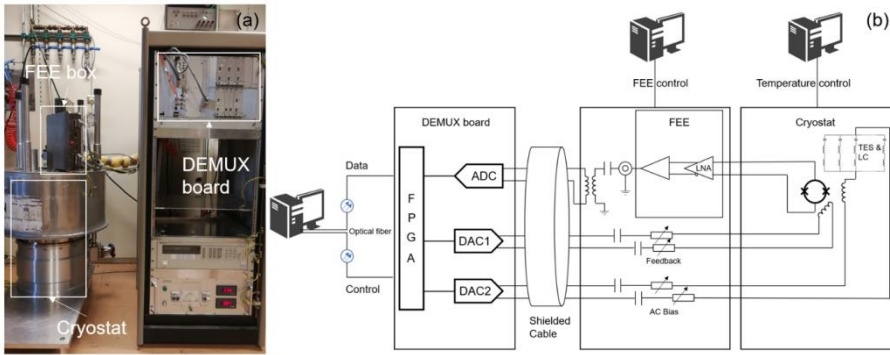 (a)
FEE box
DEMUX
board
Cryostat
(b)
FEE control
Temperature control
DEMUX board
FEE
Cryostat
TES &
LC
LNA
Data
ADC
F
P
G
A
Optical fiber
DAC1
Feedback
Control
DAC2
AC Bias
Shielded
Cable